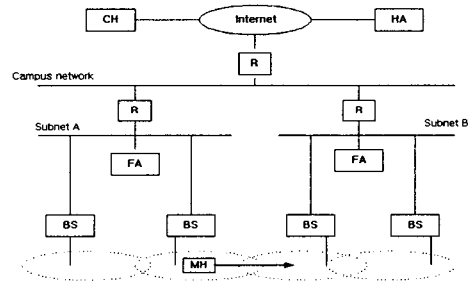 CH
Internet
HA
R
Campus network
R
R
Subnet A
Subnet B
FA
FA
BS
BS
BS
BS
MH